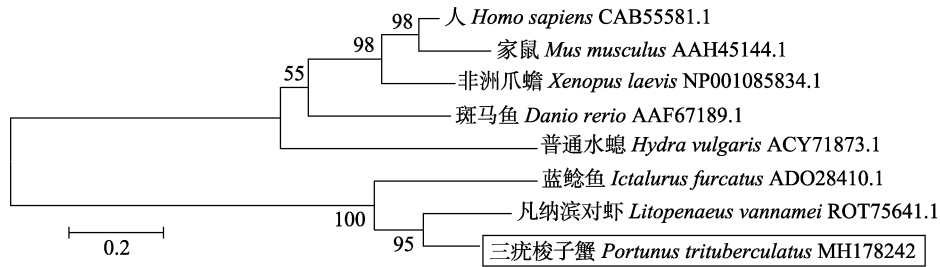 98 人 Homo sapiens CAB55581.1
98 家鼠 Mus musculus AAH45144.1
55 非洲爪蟾 Xenopus laevis NP001085834.1
斑马鱼 Danio rerio AAF67189.1
普通水螅 Hydra vulgaris ACY71873.1
蓝鲶鱼 Ictalurus furcatus ADO28410.1
100 凡纳滨对虾 Litopenaeus vannamei ROT75641.1
95 三疣梭子蟹 Portunus trituberculatus MH178242
0.2